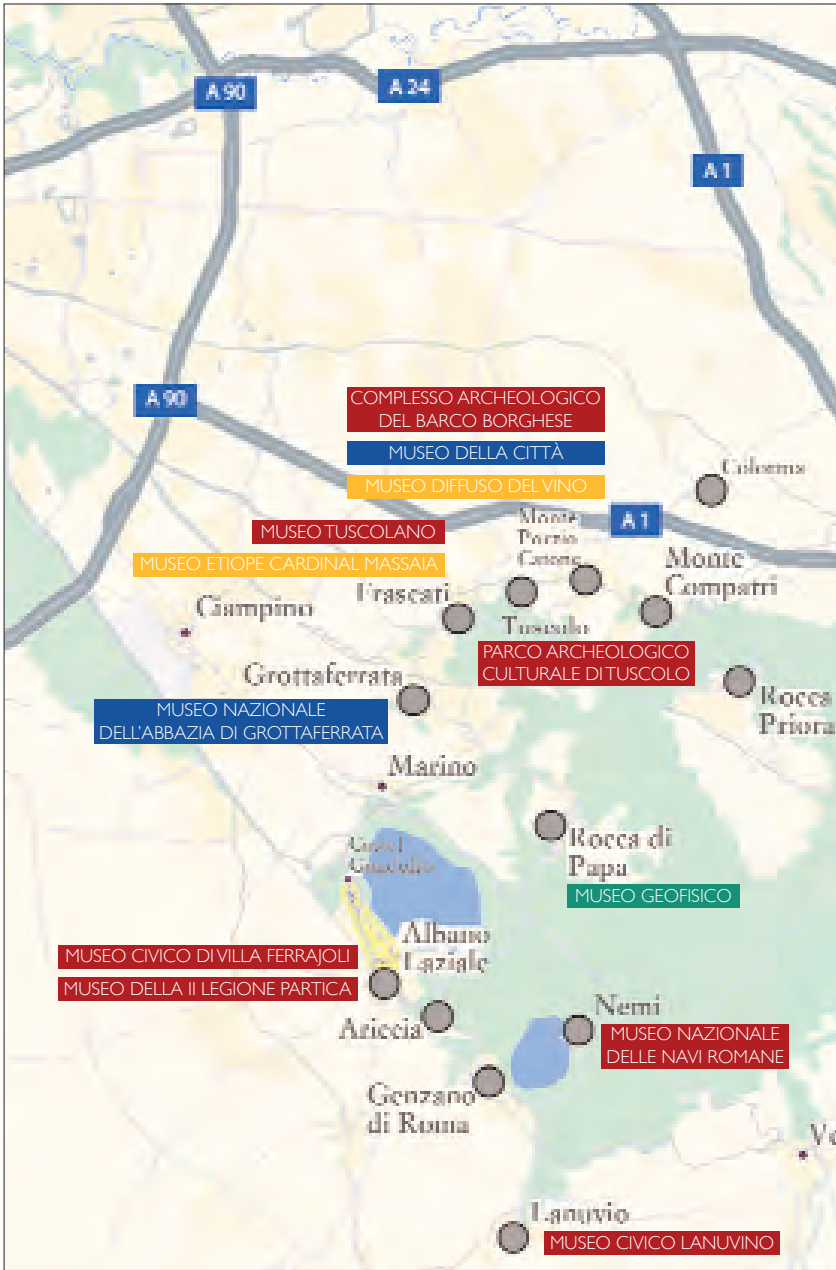 A 90
A 24
A 1
A 90
COMPLESSO ARCHEOLOGICO
DEL BARCO BORGHESE
MUSEO DELLA CITTÀ
MUSEO DIFFUSO DEL VINO
Colonna
A 1
MUSEO TUSCOLANO
MUSEO ETIOPE CARDINAL MASSAIA
Monte
Porzio
Catone
Monte
Compatri
Frascati
Ciampino
Tuscolo
PARCO ARCHEOLOGICO
CULTURALE DI TUSCOLO
Grottaferrata
MUSEO NAZIONALE
DELL'ABBAZIA DI GROTTAFERRATA
Rocca
Priora
Marino
Rocca di
Papa
MUSEO GEOFISICO
Castel
Gandolfo
Albano
Laziale
MUSEO CIVICO DI VILLA FERRAJOLI
MUSEO DELLA II LEGIONE PARTICA
Ariccia
Nemi
MUSEO NAZIONALE
DELLE NAVI ROMANE
Genzano
di Roma
Ve
Lanuvio
MUSEO CIVICO LANUVINO